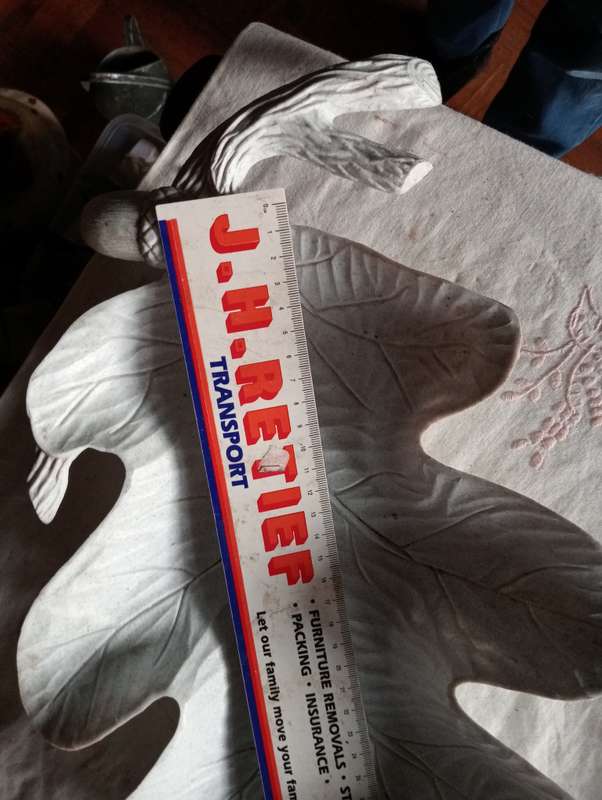 J.H.RETIEF
TRANSPORT
• FURNITURE REMOVALS • ST
• PACKING • INSURANCE •
Let our family move your fam